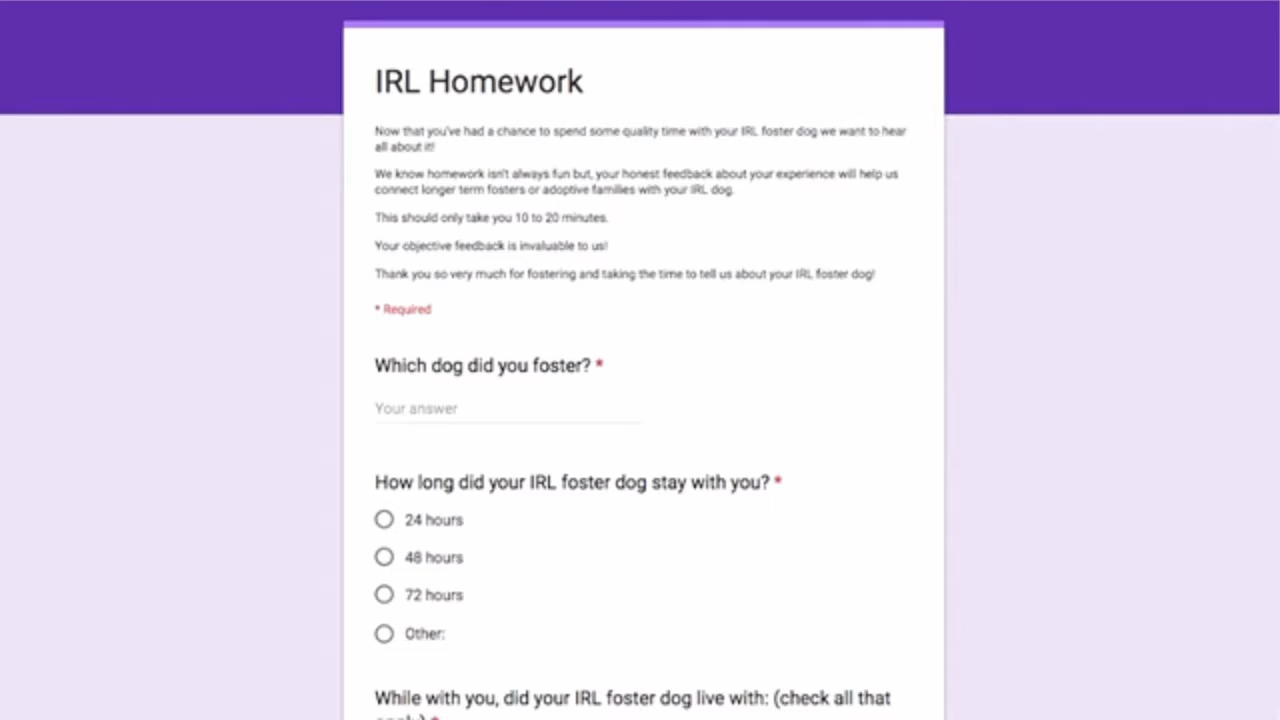 IRL Homework
Now that you've had a chance to spend some quality time with your IRL foster dog we want to hear
all about it!
We know homework isn't always fun but, your honest feedback about your experience will help us
connect longer term fosters or adoptive families with your IRL dog.
This should only take you 10 to 20 minutes.
Your objective feedback is invaluable to us!
Thank you so very much for fostering and taking the time to tell us about your IRL foster dog!
* Required
Which dog did you foster? *
Your answer
How long did your IRL foster dog stay with you? *
24 hours
48 hours
72 hours
Other:
While with you, did your IRL foster dog live with: (check all that
apply) *